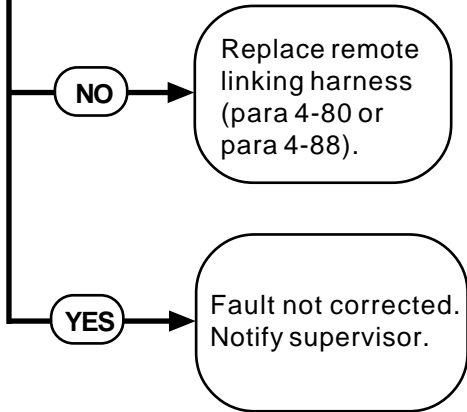 NO
Replace remote
linking harness
(para 4-80 or
para 4-88).
YES
Fault not corrected.
Notify supervisor.